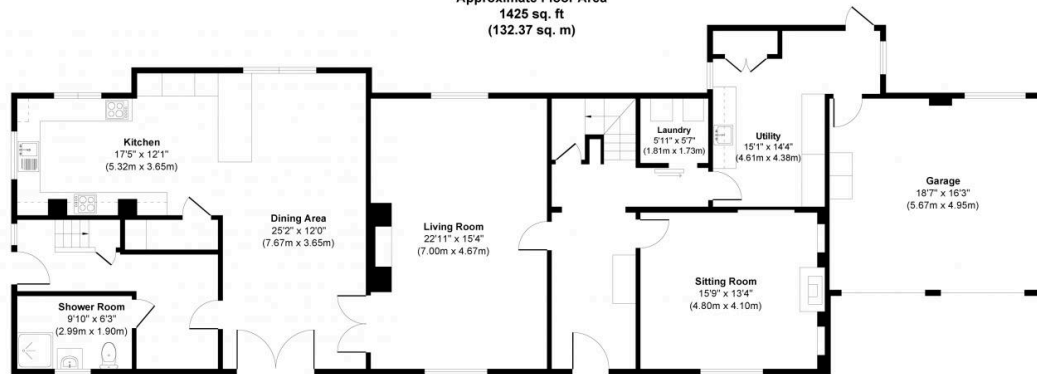 Approximate Floor Area
1425 sq. ft
(132.37 sq. m)
Kitchen
17'5" x 12'1"
(5.32m x 3.65m)
Dining Area
25'2" x 12'0"
(7.67m x 3.65m)
Living Room
22'11" x 15'4"
(7.00m x 4.67m)
Laundry
5'11" x 5'7"
(1.81m x 1.73m)
Utility
15'1" x 14'4"
(4.61m x 4.38m)
Garage
18'7" x 16'3"
(5.67m x 4.95m)
Sitting Room
15'9" x 13'4"
(4.80m x 4.10m)
Shower Room
9'10" x 6'3"
(2.99m x 1.90m)